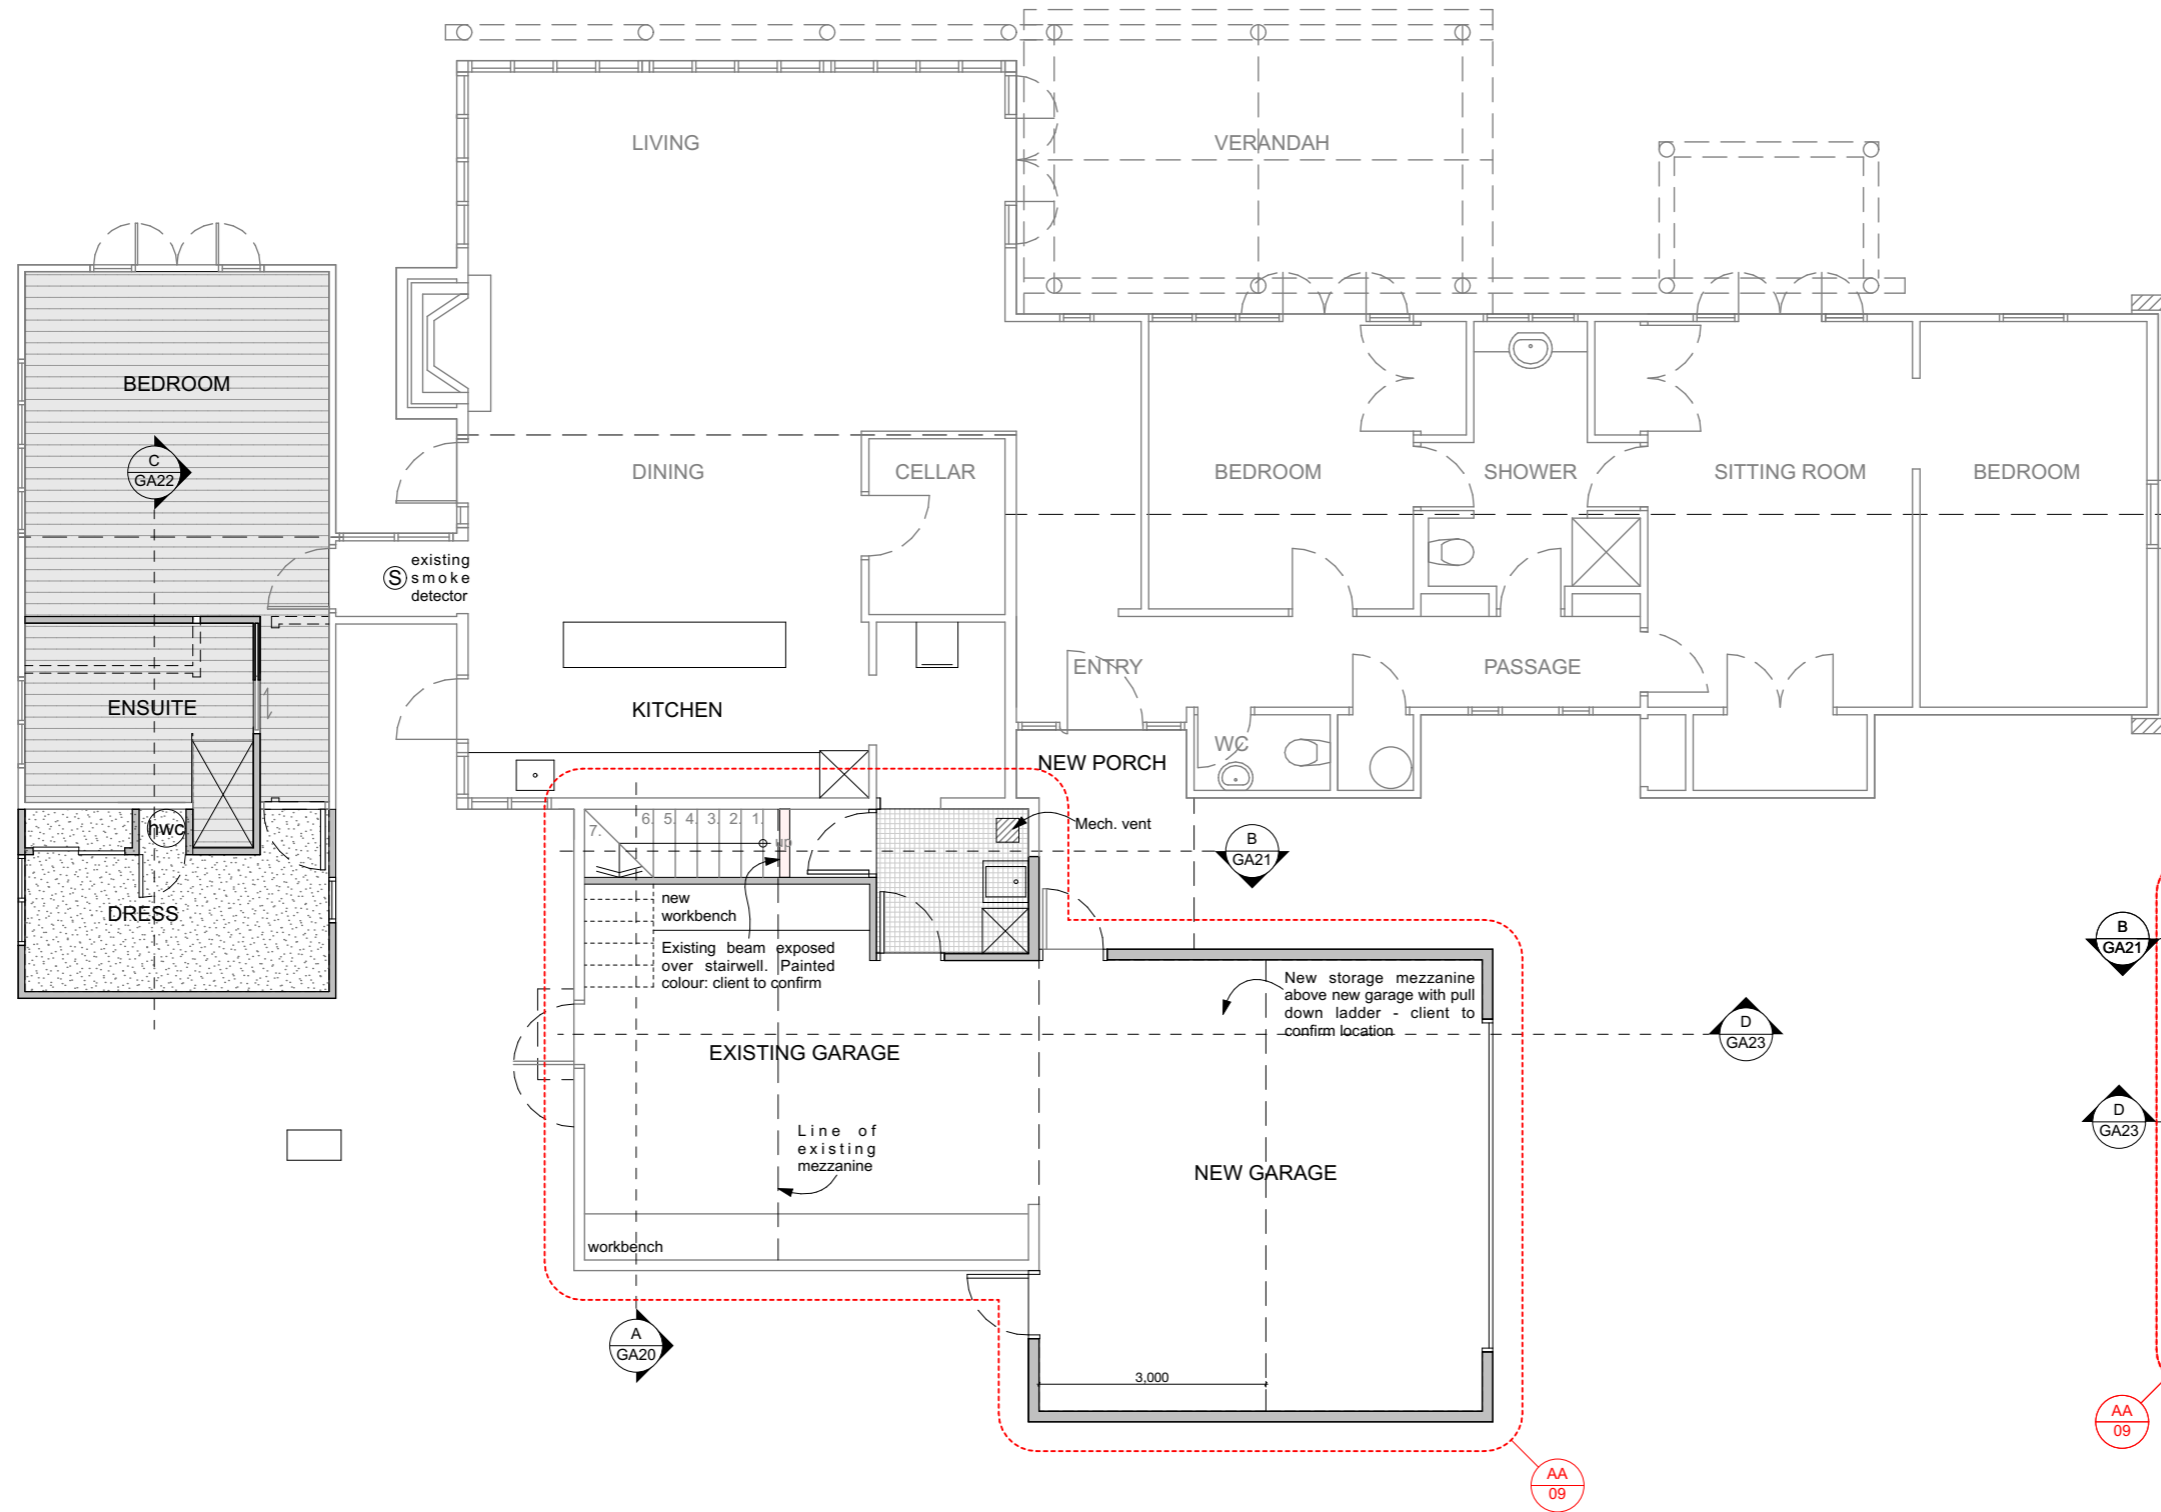 LIVING
VERANDAH
BEDROOM
C
GA22
DINING
CELLAR
BEDROOM
SHOWER
SITTING ROOM
BEDROOM
S
existing
smoke
detector
ENTRY
PASSAGE
ENSUITE
KITCHEN
WC
NEW PORCH
hwc
7.
6.
5.
4.
3.
2.
1.
up
Mech. vent
B
GA21
DRESS
new
workbench
Existing beam exposed
over stairwell. Painted
colour: client to confirm
B
GA21
New storage mezzanine
above new garage with pull
down ladder - client to
confirm location
D
GA23
EXISTING GARAGE
D
GA23
Line of
existing
mezzanine
NEW GARAGE
workbench
A
GA20
3,000
AA
09
AA
09